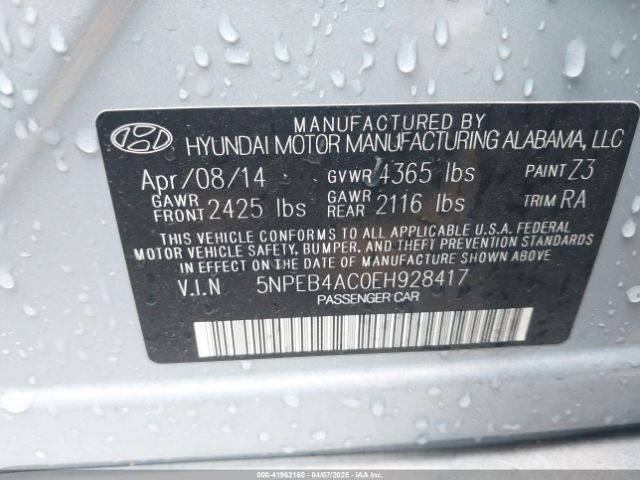 MANUFACTURED BY
HYUNDAI MOTOR MANUFACTURING ALABAMA, LLC
Apr/08/14 GVWR 4365 lbs PAINT Z3
GAWR FRONT 2425 lbs GAWR REAR 2116 lbs TRIM RA
THIS VEHICLE CONFORMS TO ALL APPLICABLE U.S.A. FEDERAL
MOTOR VEHICLE SAFETY, BUMPER, AND THEFT PREVENTION STANDARDS
IN EFFECT ON THE DATE OF MANUFACTURE SHOWN ABOVE.
V.I.N 5NPEB4AC0EH928417
PASSENGER CAR
000-41962160 04/07/2025 IAAI.COM